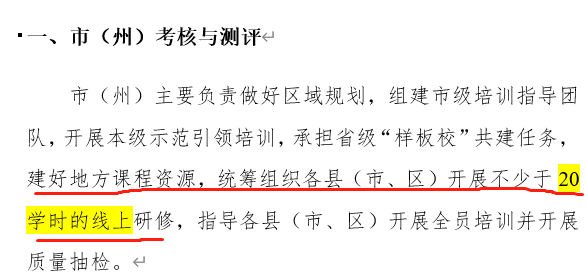 一、市（州）考核与测评
市（州）主要负责做好区域规划，组建市级培训指导团
队，开展本级示范引领培训，承担省级“样板校”共建任务，
建好地方课程资源，统筹组织各县（市、区）开展不少于 20
学时的线上研修，指导各县（市、区）开展全员培训并开展
质量抽检。